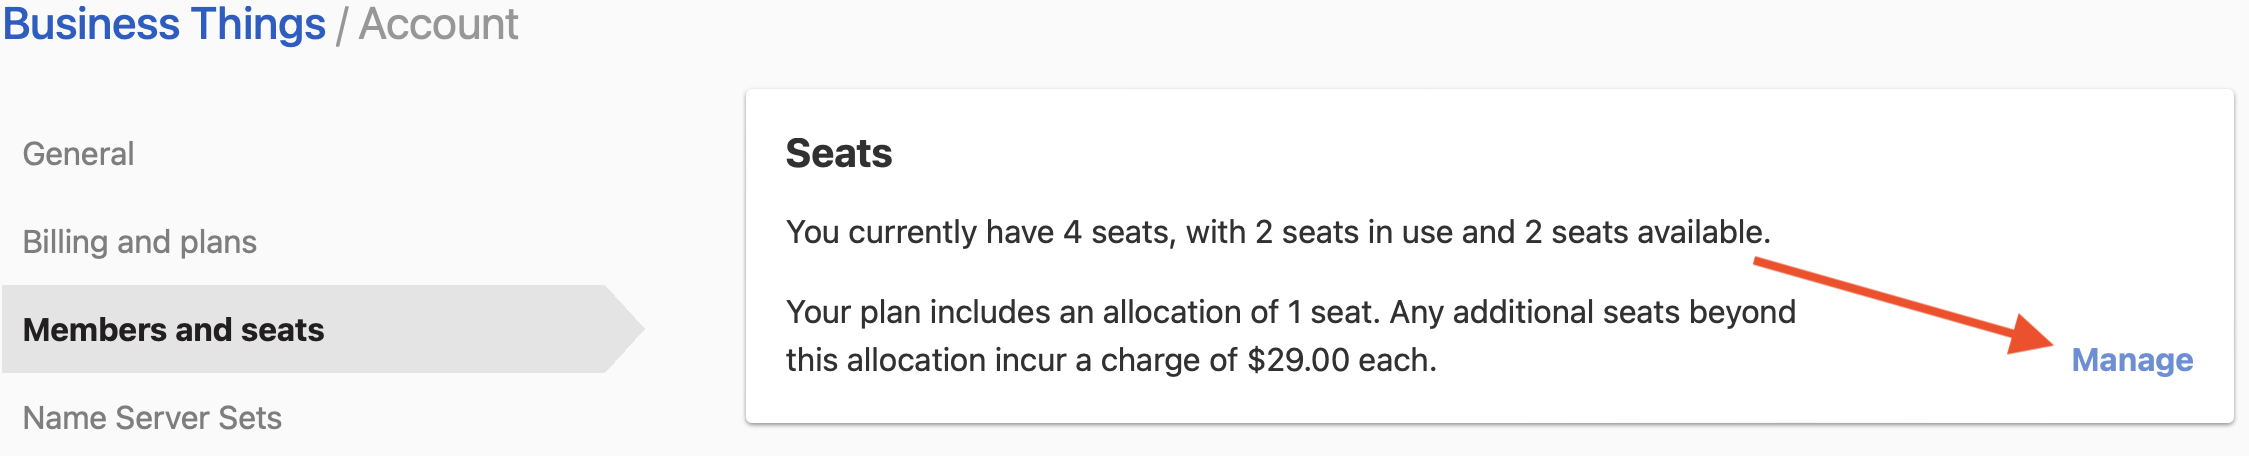 Business Things / Account
General
Billing and plans
Members and seats
Name Server Sets
Seats
You currently have 4 seats, with 2 seats in use and 2 seats available.
Your plan includes an allocation of 1 seat. Any additional seats beyond
this allocation incur a charge of $29.00 each.
Manage